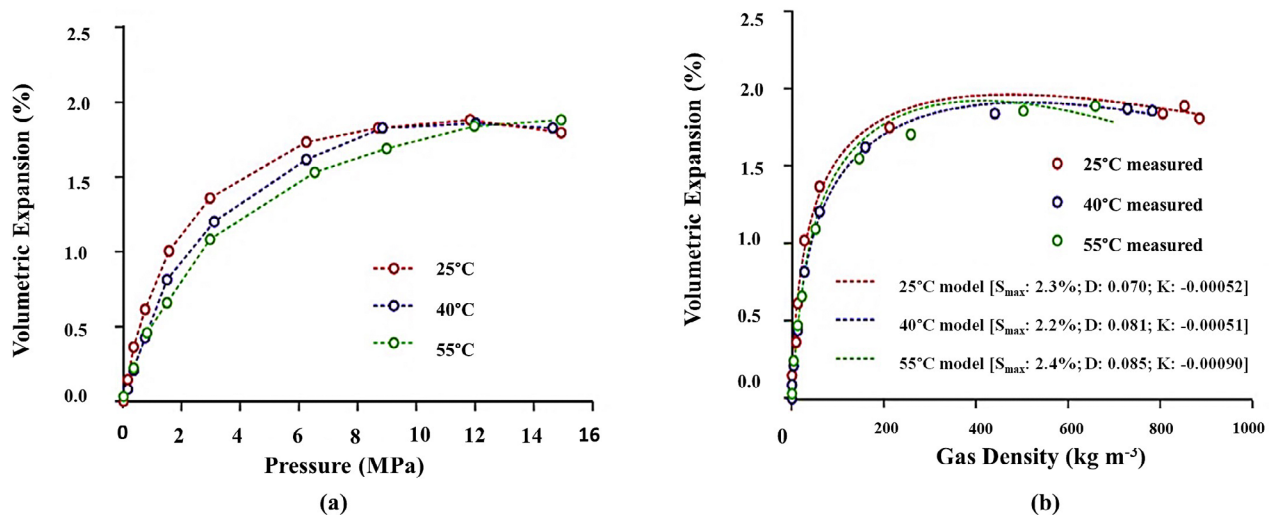 2.5
2.0
1.5
1.0
0.5
0.0
Volumetric Expansion (%)
25°C
40°C
55°C
0 2 4 6 8 10 12 14 16
Pressure (MPa)
(a)
2.5
2.0
1.5
1.0
0.5
0.0
Volumetric Expansion (%)
25°C measured
40°C measured
55°C measured
25°C model [Smax: 2.3%; D: 0.070; K: -0.00052]
40°C model [Smax: 2.2%; D: 0.081; K: -0.00051]
55°C model [Smax: 2.4%; D: 0.085; K: -0.00090]
0 200 400 600 800 1000
Gas Density (kg m-3)
(b)